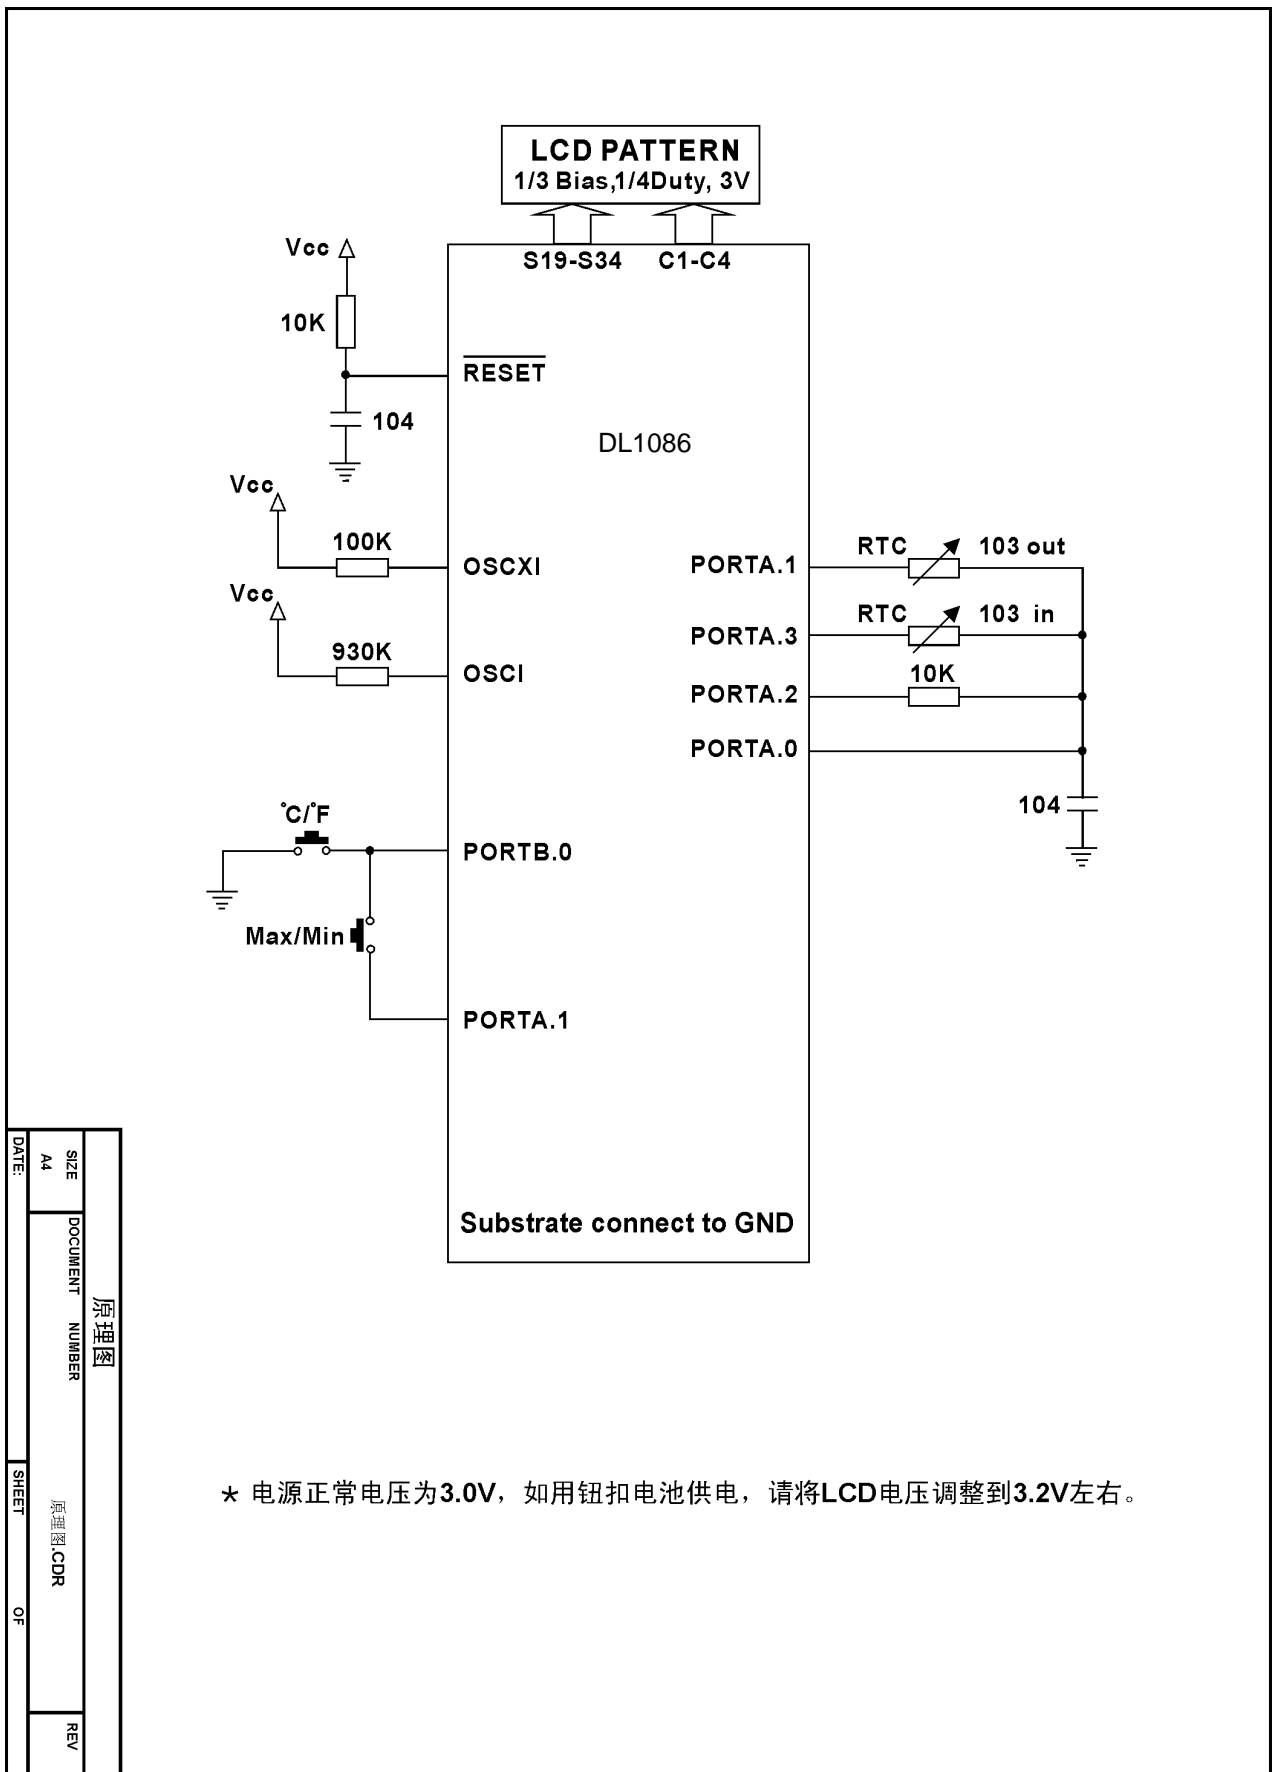 LCD PATTERN
1/3 Bias,1/4Duty, 3V
S19-S34 C1-C4
Vcc
10K
RESET
104
DL1086
Vcc
100K
OSCXI
Vcc
930K
OSCI
PORTA.1
RTC 103 out
PORTA.3
RTC 103 in
PORTA.2
10K
PORTA.0
104
°C/°F
PORTB.0
Max/Min
PORTA.1
Substrate connect to GND
* 电源正常电压为3.0V，如用钮扣电池供电，请将LCD电压调整到3.2V左右。
原理图
SIZE
A4
DOCUMENT NUMBER
原理图.CDR
REV
DATE:
SHEET OF